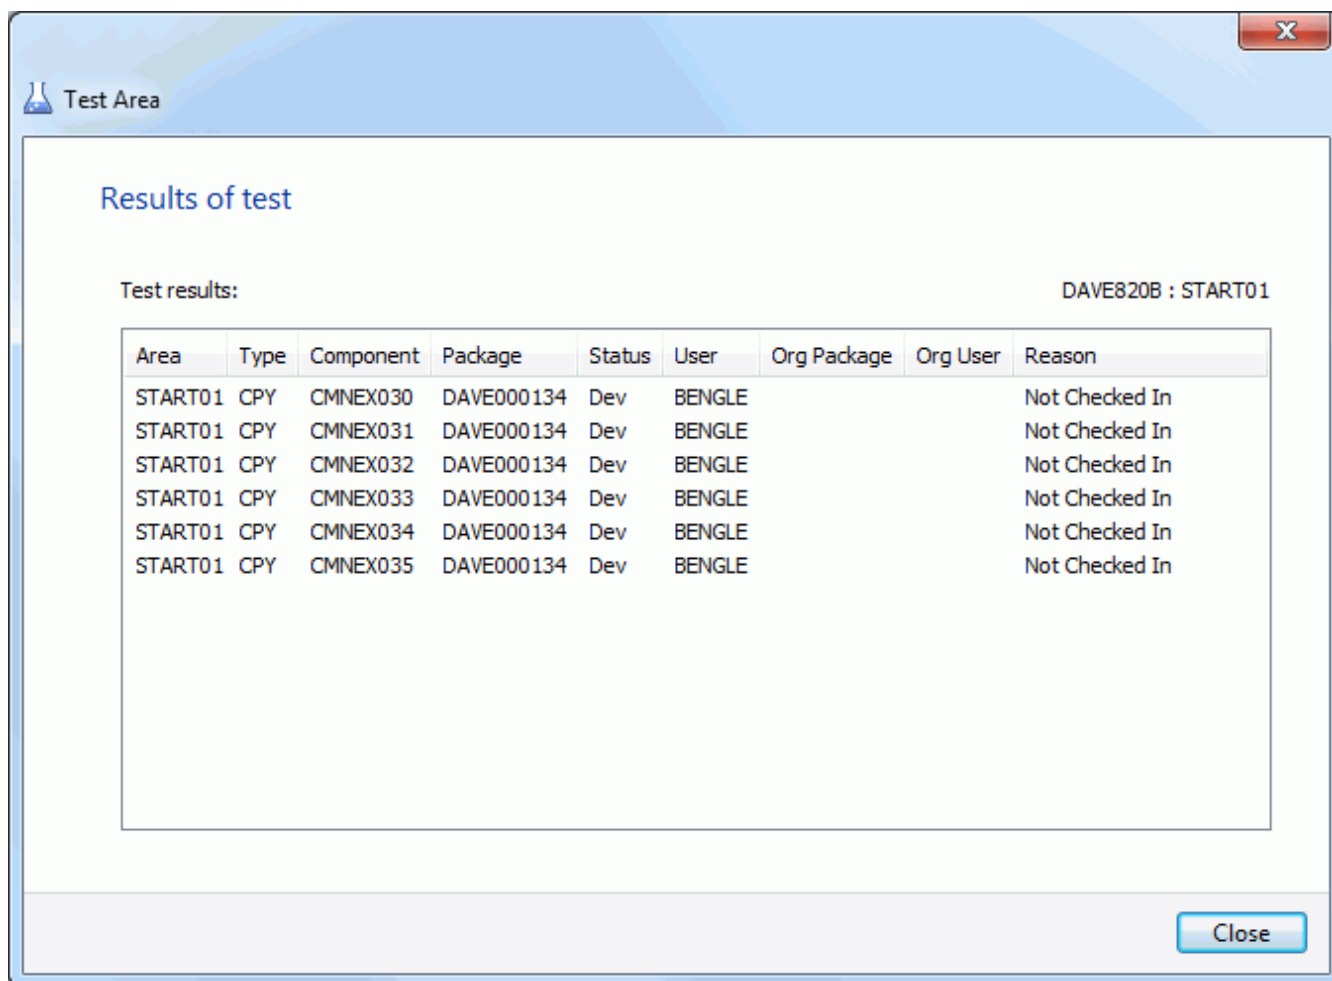 Test Area
Results of test
Test results: DAVE820B : START01
Area Type Component Package Status User Org Package Org User Reason
START01 CPY CMNEX030 DAVE000134 Dev BENGLE Not Checked In
START01 CPY CMNEX031 DAVE000134 Dev BENGLE Not Checked In
START01 CPY CMNEX032 DAVE000134 Dev BENGLE Not Checked In
START01 CPY CMNEX033 DAVE000134 Dev BENGLE Not Checked In
START01 CPY CMNEX034 DAVE000134 Dev BENGLE Not Checked In
START01 CPY CMNEX035 DAVE000134 Dev BENGLE Not Checked In
Close